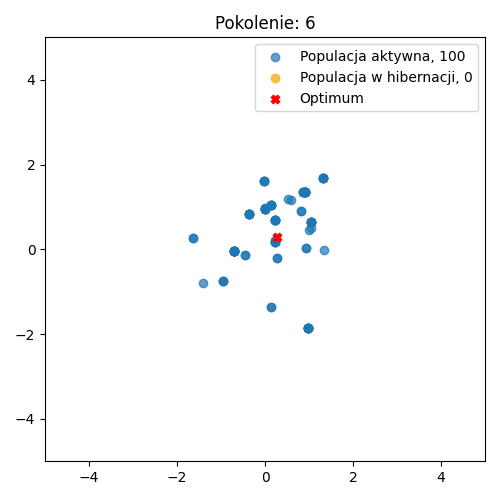 Pokolenie: 6
Populacja aktywna, 100
Populacja w hibernacji, 0
Optimum
4
2
0
−2
−4
−4 −2 0 2 4